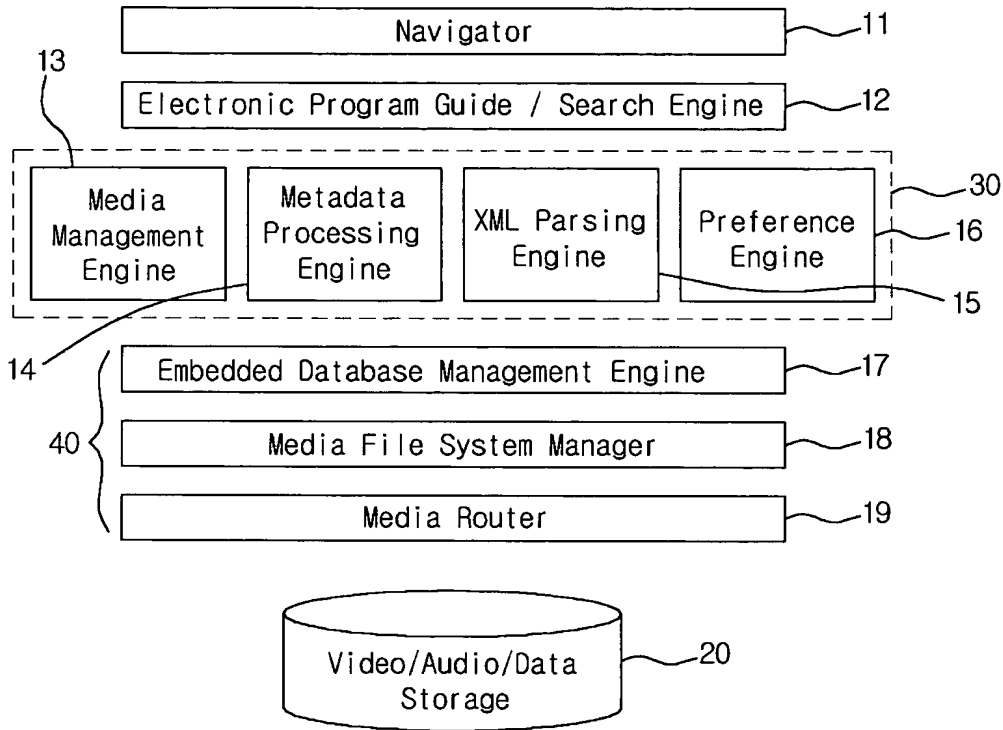 Navigator
11
13
Electronic Program Guide / Search Engine
12
Media
Management
Engine
Metadata
Processing
Engine
XML Parsing
Engine
Preference
Engine
30
16
15
14
Embedded Database Management Engine
17
40
Media File System Manager
18
Media Router
19
Video/Audio/Data
Storage
20